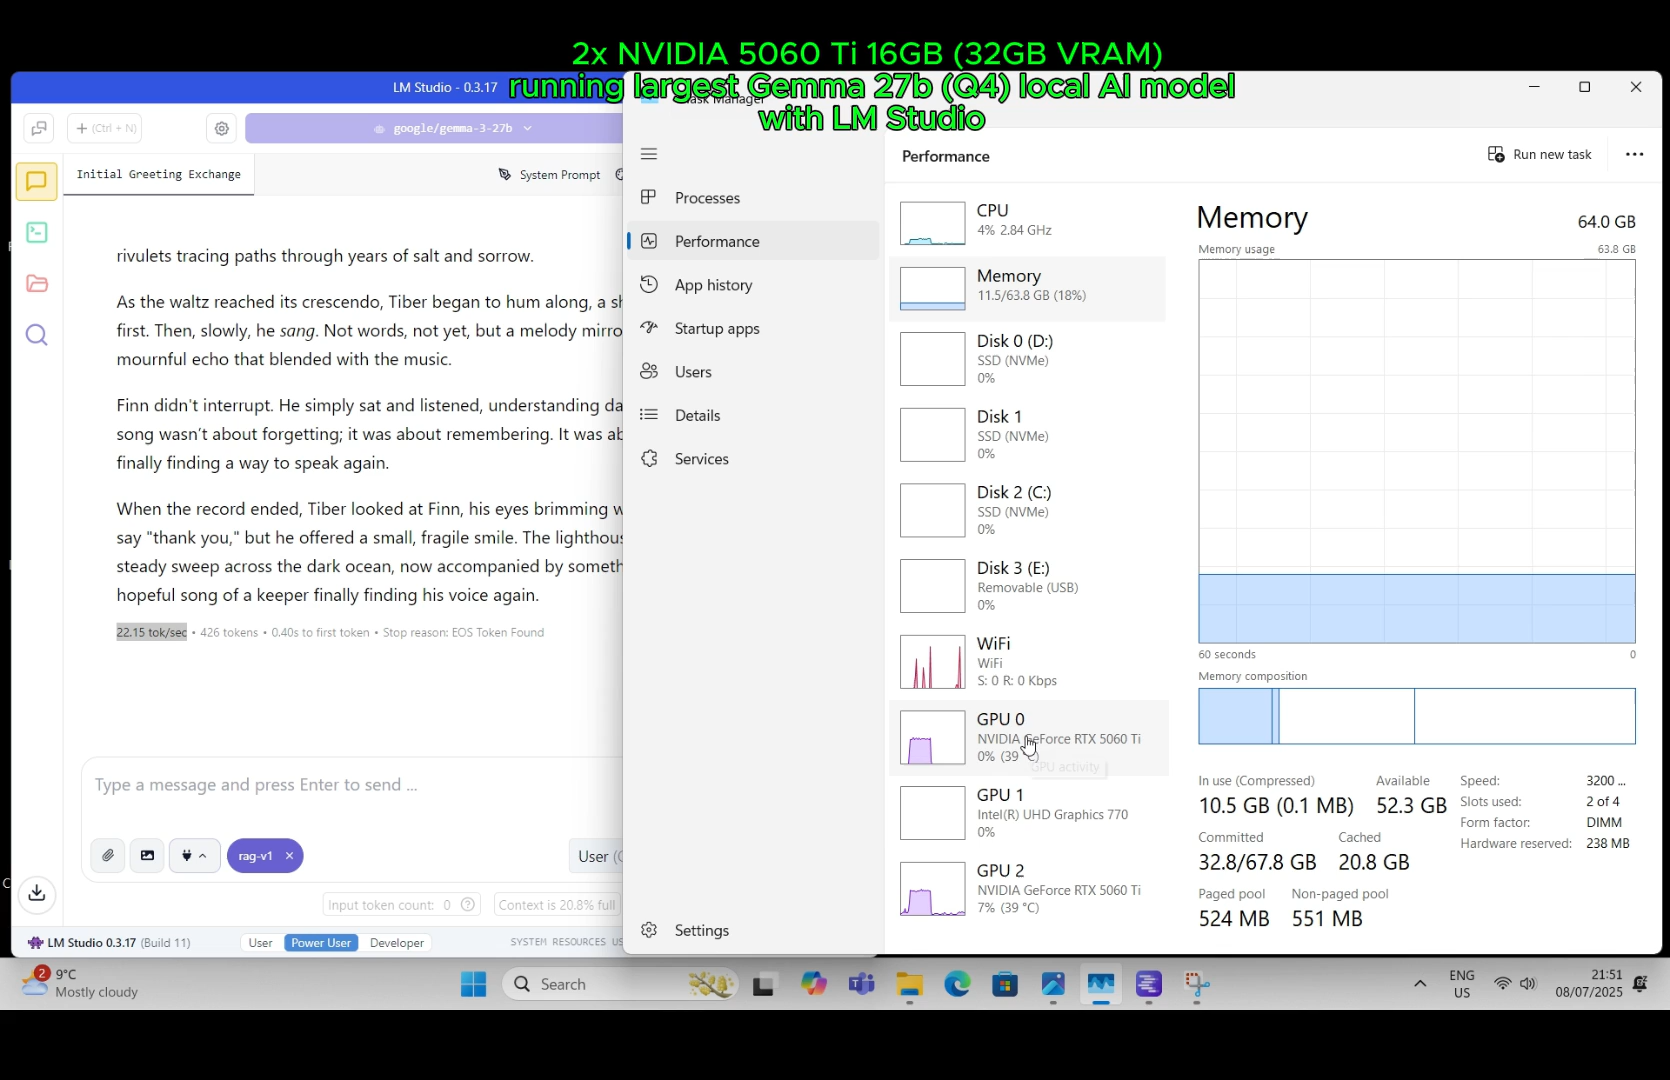 2x NVIDIA 5060 Ti 16GB (32GB VRAM)
running largest Gemma 27b (Q4) local AI model
with LM Studio
LM Studio - 0.3.17
Task Manager
+ (Ctrl + N)
google/gemma-3-27b
Initial Greeting Exchange
System Prompt
rivulets tracing paths through years of salt and sorrow.
As the waltz reached its crescendo, Tiber began to hum along, a
first. Then, slowly, he sang. Not words, not yet, but a melody
mournful echo that blended with the music.
Finn didn't interrupt. He simply sat and listened, understanding
song wasn't about forgetting; it was about remembering. It was
finally finding a way to speak again.
When the record ended, Tiber looked at Finn, his eyes brimming
say "thank you," but he offered a small, fragile smile. The
steady sweep across the dark ocean, now accompanied by
hopeful song of a keeper finally finding his voice again.
22.15 tok/sec • 426 tokens • 0.40s to first token • Stop reason: EOS Token Found
Type a message and press Enter to send ...
rag-v1 ×
User
Input token count: 0
Context is 20.8% full
LM Studio 0.3.17 (Build 11)
User
Power User
Developer
SYSTEM RESOURCES
Processes
Performance
App history
Startup apps
Users
Details
Services
Settings
Performance
Run new task
CPU
4% 2.84 GHz
Memory
11.5/63.8 GB (18%)
Disk 0 (D:)
SSD (NVMe)
0%
Disk 1
SSD (NVMe)
0%
Disk 2 (C:)
SSD (NVMe)
0%
Disk 3 (E:)
Removable (USB)
0%
WiFi
WiFi
S: 0 R: 0 Kbps
GPU 0
NVIDIA GeForce RTX 5060 Ti
0% (39 °C)
GPU activity
GPU 1
Intel(R) UHD Graphics 770
0%
GPU 2
NVIDIA GeForce RTX 5060 Ti
7% (39 °C)
Memory
64.0 GB
Memory usage
63.8 GB
60 seconds
0
Memory composition
In use (Compressed)
10.5 GB (0.1 MB)
Available
52.3 GB
Committed
32.8/67.8 GB
Cached
20.8 GB
Paged pool
524 MB
Non-paged pool
551 MB
Speed: 3200 ...
Slots used: 2 of 4
Form factor: DIMM
Hardware reserved: 238 MB
2
9°C
Mostly cloudy
Search
ENG
US
21:51
08/07/2025